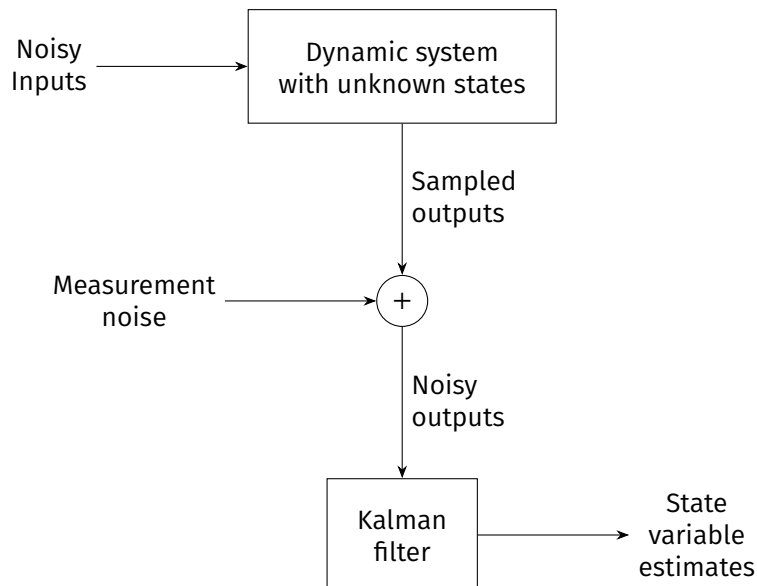 Noisy
Inputs
Dynamic system
with unknown states
Sampled
outputs
Measurement
noise
+
Noisy
outputs
Kalman
filter
State
variable
estimates